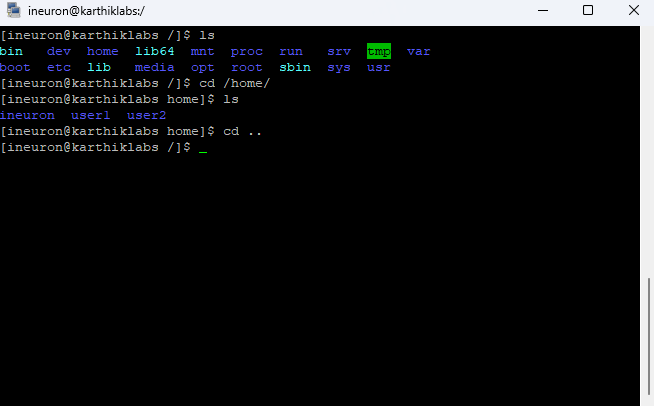 ineuron@karthiklabs:/
[ineuron@karthiklabs /]$ ls
bin   dev  home  lib64  mnt  proc  run   srv  tmp  var
boot  etc  lib   media  opt  root  sbin  sys  usr
[ineuron@karthiklabs /]$ cd /home/
[ineuron@karthiklabs home]$ ls
ineuron  user1  user2
[ineuron@karthiklabs home]$ cd ..
[ineuron@karthiklabs /]$ _